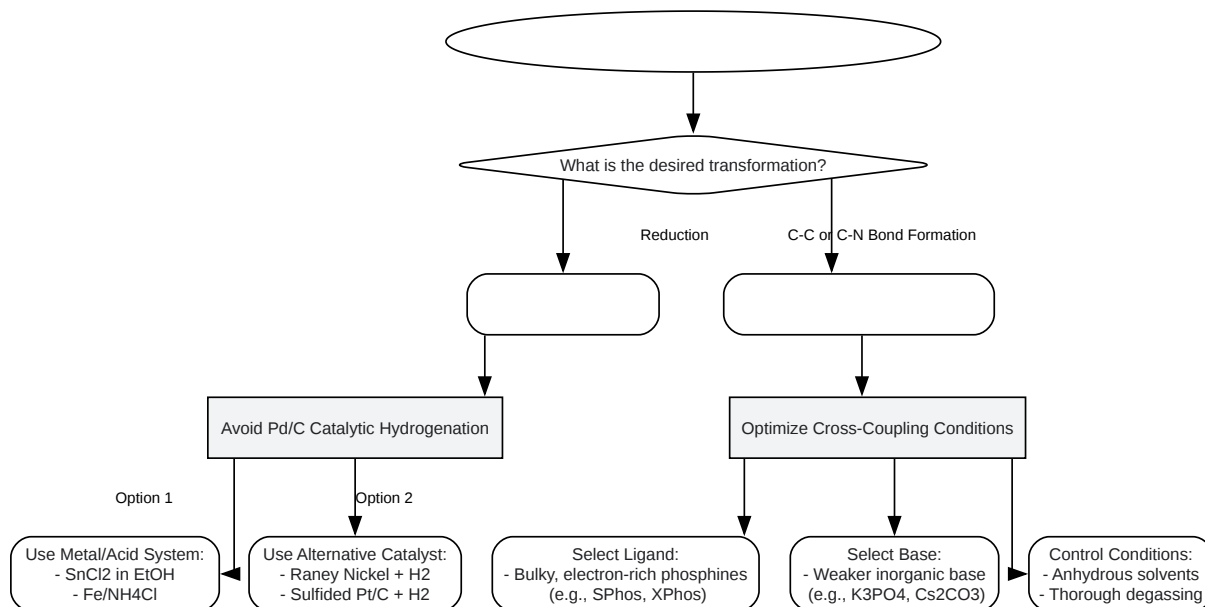 What is the desired transformation?
Reduction
C-C or C-N Bond Formation
Avoid Pd/C Catalytic Hydrogenation
Optimize Cross-Coupling Conditions
Option 1
Option 2
Use Metal/Acid System:
- SnCl2 in EtOH
- Fe/NH4Cl
Use Alternative Catalyst:
- Raney Nickel + H2
- Sulfided Pt/C + H2
Select Ligand:
- Bulky, electron-rich phosphines
(e.g., SPhos, XPhos)
Select Base:
- Weaker inorganic base
(e.g., K3PO4, Cs2CO3)
Control Conditions:
- Anhydrous solvents
- Thorough degassing